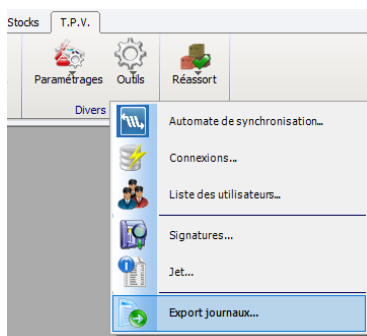 Stocks T.P.V.
Paramétrages Outils Réassort
Divers
Automate de synchronisation...
Connexions...
Liste des utilisateurs...
Signatures...
Jet...
Export journaux...